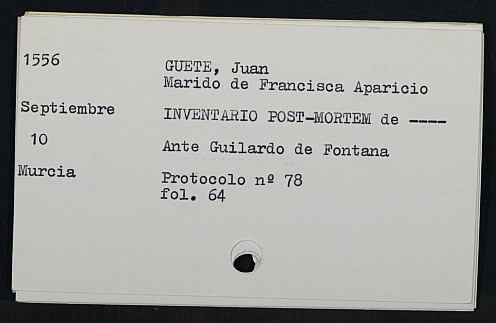 1556
GUETE, Juan
Marido de Francisca Aparicio
Septiembre
INVENTARIO POST-MORTEM de ----
10
Ante Guilardo de Fontana
Murcia
Protocolo nº 78
fol. 64